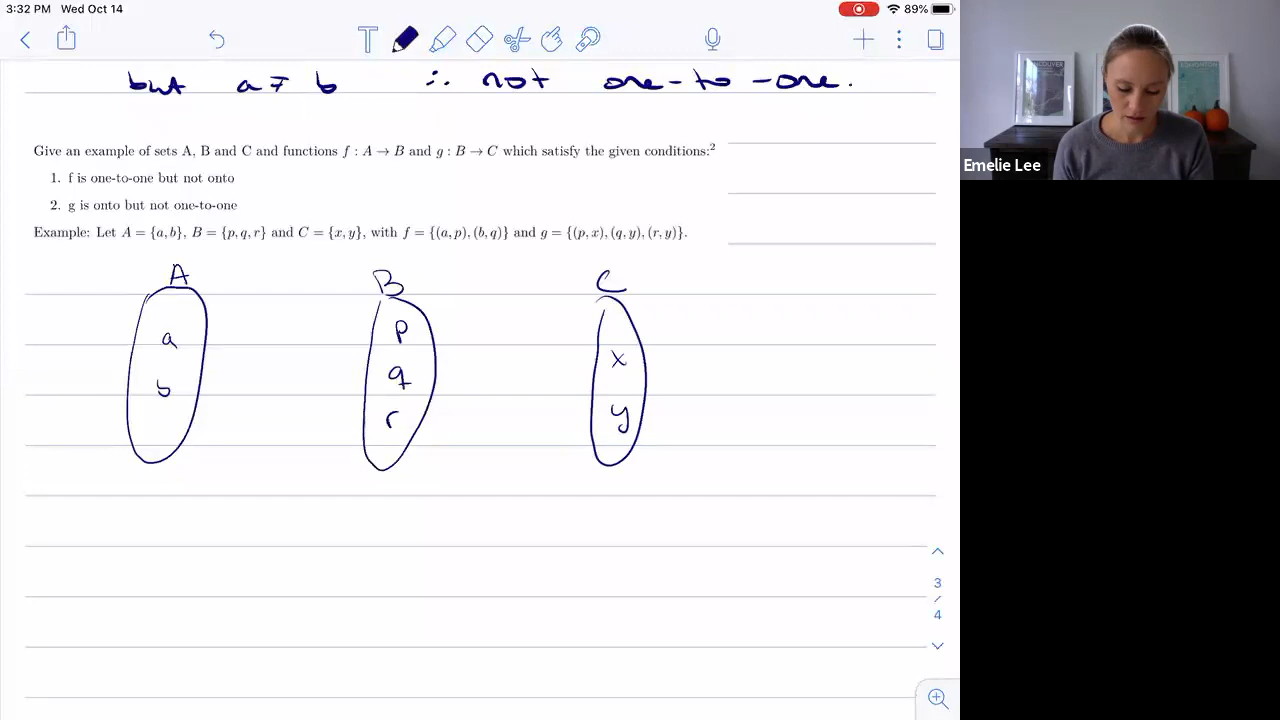 3:32 PM Wed Oct 14
89%
but a ≠ b ∴ not one-to-one.
Give an example of sets A, B and C and functions f : A → B and g : B → C which satisfy the given conditions:²
1. f is one-to-one but not onto
2. g is onto but not one-to-one
Example: Let A = {a, b}, B = {p, q, r} and C = {x, y}, with f = {(a, p), (b, q)} and g = {(p, x), (q, y), (r, y)}.
A B C
a p x
b q y
r
3
/
4
VANCOUVER
Emelie Lee